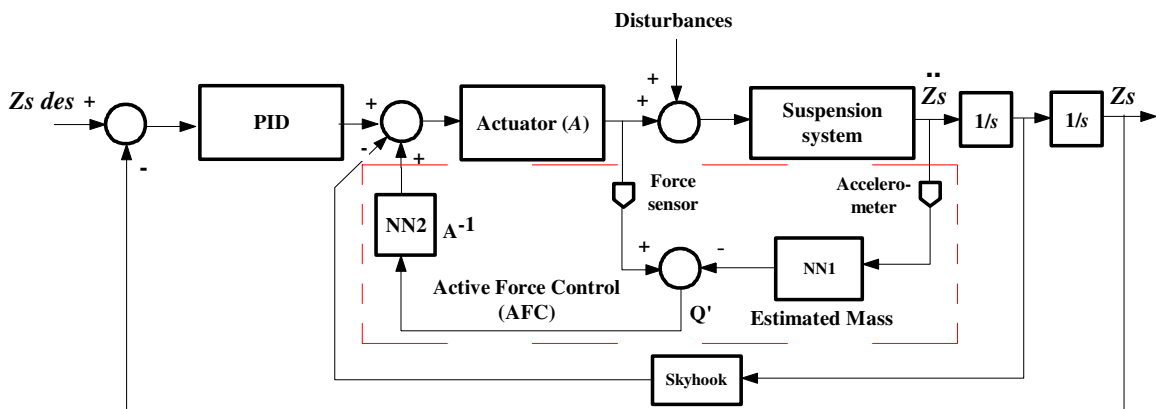 Disturbances
Zs des + - PID + - + Actuator (A) + + Suspension system Z̈s 1/s 1/s Zs
Force sensor
Accelero-
meter
NN2 A-1
+ - NN1
Active Force Control
(AFC)
Q'
Estimated Mass
Skyhook
-